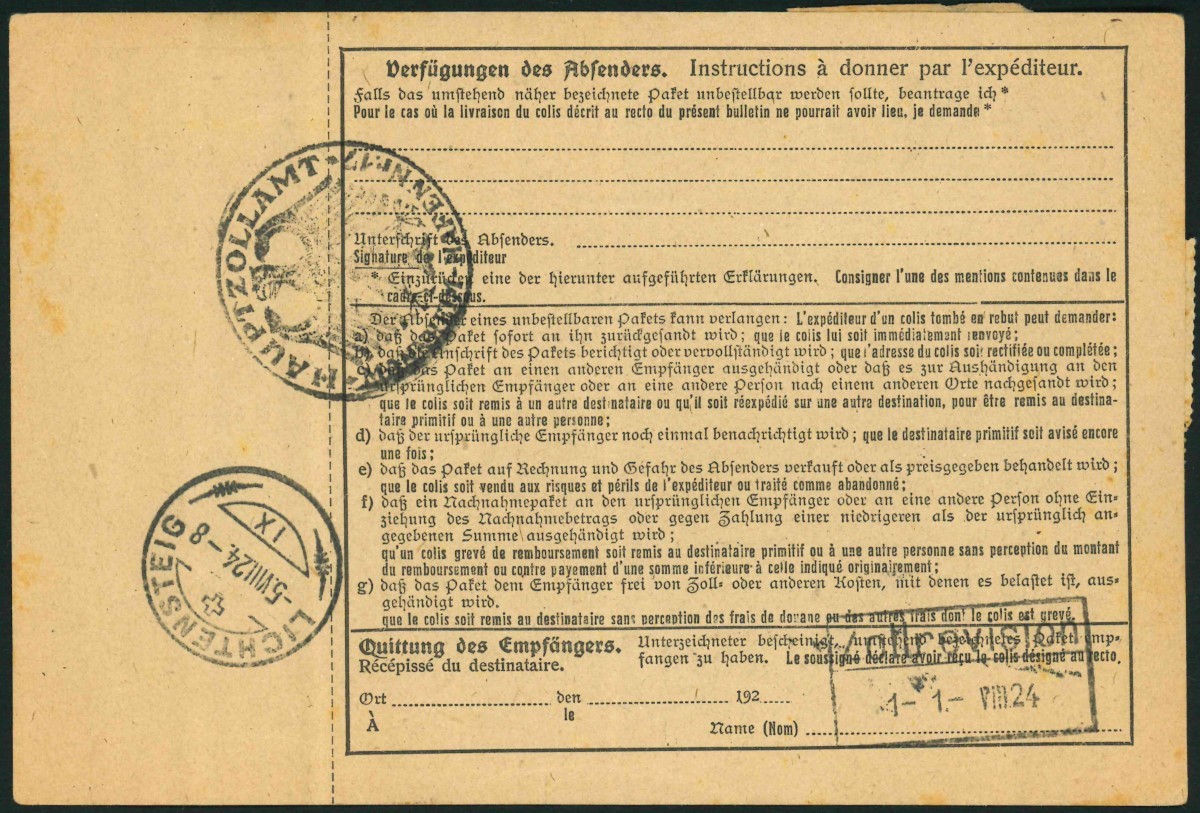 Verfügungen des Absenders. Instructions à donner par l'expéditeur.
Falls das umstehend näher bezeichnete Paket unbestellbar werden sollte, beantrage ich *
Pour le cas où la livraison du colis décrit au recto du présent bulletin ne pourrait avoir lieu, je demande *
Unterschrift des Absenders.
Signature de l'expéditeur
* Einzurücken eine der hierunter aufgeführten Erklärungen. Consigner l'une des mentions contenues dans le
cadre-ci-dessous.
Der Absender eines unbestellbaren Pakets kann verlangen: L'expéditeur d'un colis tombé en rebut peut demander:
a) daß das Paket sofort an ihn zurückgesandt wird; que le colis lui soit immédiatement renvoyé;
b) daß die Anschrift des Pakets berichtigt oder vervollständigt wird; que l'adresse du colis soit rectifiée ou complétée;
c) daß das Paket an einen anderen Empfänger ausgehändigt oder daß es zur Aushändigung an den
ursprünglichen Empfänger oder an eine andere Person nach einem anderen Orte nachgesandt wird;
que le colis soit remis à un autre destinataire ou qu'il soit réexpédié sur une autre destination, pour être remis au destina-
taire primitif ou à une autre personne;
d) daß der ursprüngliche Empfänger noch einmal benachrichtigt wird; que le destinataire primitif soit avisé encore
une fois;
e) daß das Paket auf Rechnung und Gefahr des Absenders verkauft oder als preisgegeben behandelt wird;
que le colis soit vendu aux risques et périls de l'expéditeur ou traité comme abandonné;
f) daß ein Nachnahmepaket an den ursprünglichen Empfänger oder an eine andere Person ohne Ein-
ziehung des Nachnahmebetrags oder gegen Zahlung einer niedrigeren als der ursprünglich an-
gegebenen Summe ausgehändigt wird;
qu'un colis grevé de remboursement soit remis au destinataire primitif ou à une autre personne sans perception du montant
du remboursement ou contre payement d'une somme inférieure à celle indiqué originairement;
g) daß das Paket dem Empfänger frei von Zoll- oder anderen Kosten, mit denen es belastet ist, aus-
gehändigt wird.
que le colis soit remis au destinataire sans perception des frais de douane ou des autres frais dont le colis est grevé.
Quittung des Empfängers. Unterzeichneter bescheinigt, umstehend bezeichnetes Paket emp-
Récépissé du destinataire. fangen zu haben. Le soussigné déclare avoir reçu le colis désigné au recto.
Ort den 192
À le
Name (Nom)
HAUPTZOLLAMT
Nr. 17
LICHTENSTEIG
IX
-5.VIII.24.-8
Zollrevision
1- 1.- VIII.24